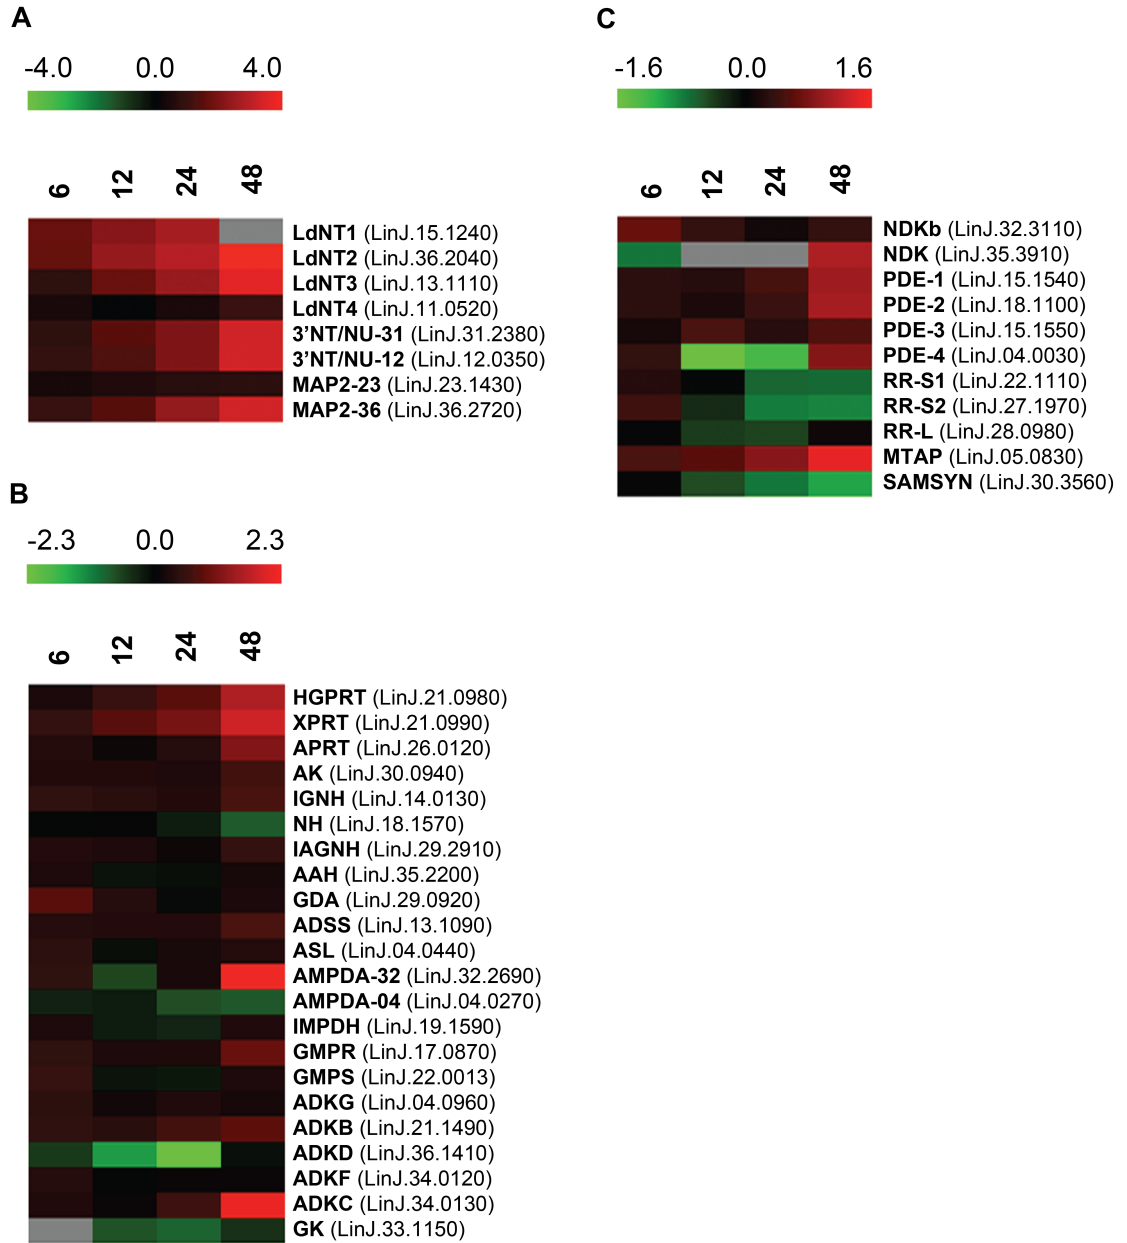 A
-4.0 0.0 4.0
6 12 24 48
LdNT1 (LinJ.15.1240)
LdNT2 (LinJ.36.2040)
LdNT3 (LinJ.13.1110)
LdNT4 (LinJ.11.0520)
3’NT/NU-31 (LinJ.31.2380)
3’NT/NU-12 (LinJ.12.0350)
MAP2-23 (LinJ.23.1430)
MAP2-36 (LinJ.36.2720)
B
-2.3 0.0 2.3
6 12 24 48
HGPRT (LinJ.21.0980)
XPRT (LinJ.21.0990)
APRT (LinJ.26.0120)
AK (LinJ.30.0940)
IGNH (LinJ.14.0130)
NH (LinJ.18.1570)
IAGNH (LinJ.29.2910)
AAH (LinJ.35.2200)
GDA (LinJ.29.0920)
ADSS (LinJ.13.1090)
ASL (LinJ.04.0440)
AMPDA-32 (LinJ.32.2690)
AMPDA-04 (LinJ.04.0270)
IMPDH (LinJ.19.1590)
GMPR (LinJ.17.0870)
GMPS (LinJ.22.0013)
ADKG (LinJ.04.0960)
ADKB (LinJ.21.1490)
ADKD (LinJ.36.1410)
ADKF (LinJ.34.0120)
ADKC (LinJ.34.0130)
GK (LinJ.33.1150)
C
-1.6 0.0 1.6
6 12 24 48
NDKb (LinJ.32.3110)
NDK (LinJ.35.3910)
PDE-1 (LinJ.15.1540)
PDE-2 (LinJ.18.1100)
PDE-3 (LinJ.15.1550)
PDE-4 (LinJ.04.0030)
RR-S1 (LinJ.22.1110)
RR-S2 (LinJ.27.1970)
RR-L (LinJ.28.0980)
MTAP (LinJ.05.0830)
SAMSYN (LinJ.30.3560)